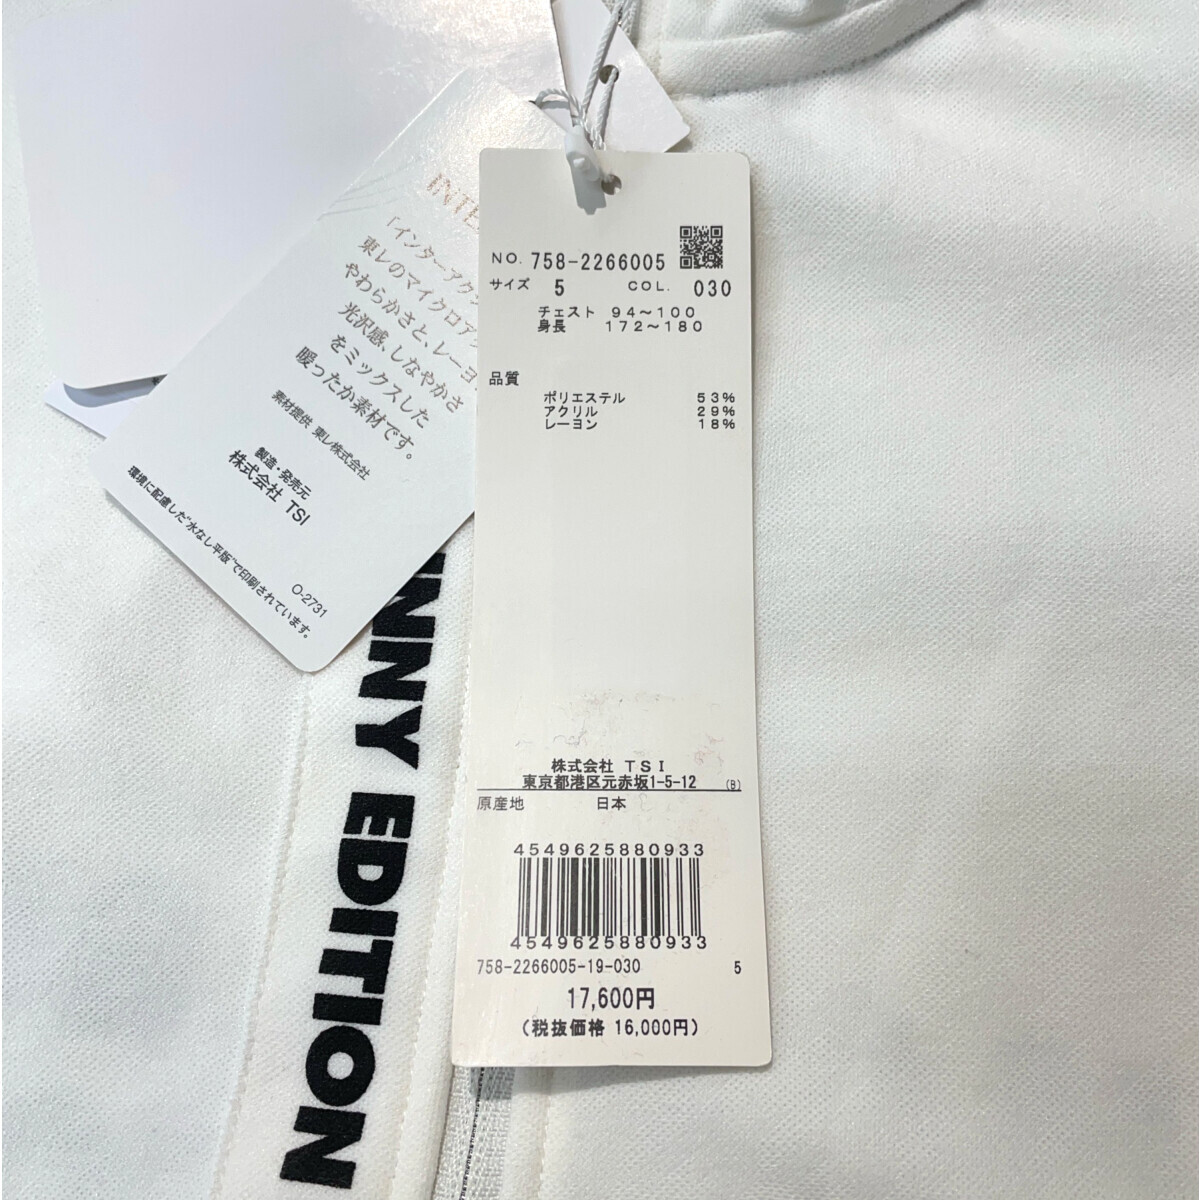 INTE
「インターアク
東レのマイクロア
やわらかさと、レーヨ
光沢感、しなやかさ
をミックスした
暖ったか素材です。
素材提供 東レ株式会社
製造・発売元
株式会社 TSI
環境に配慮した"水なし平版"で印刷されています。
O-2731
NO. 758-2266005
サイズ 5 COL. 030
チェスト 94~100
身長 172~180
品質
ポリエステル 53%
アクリル 29%
レーヨン 18%
株式会社 TSI
東京都港区元赤坂1-5-12 (B)
原産地 日本
4549625880933
4549625880933
758-2266005-19-030 5
17,600円
(税抜価格 16,000円)
NNY EDITION